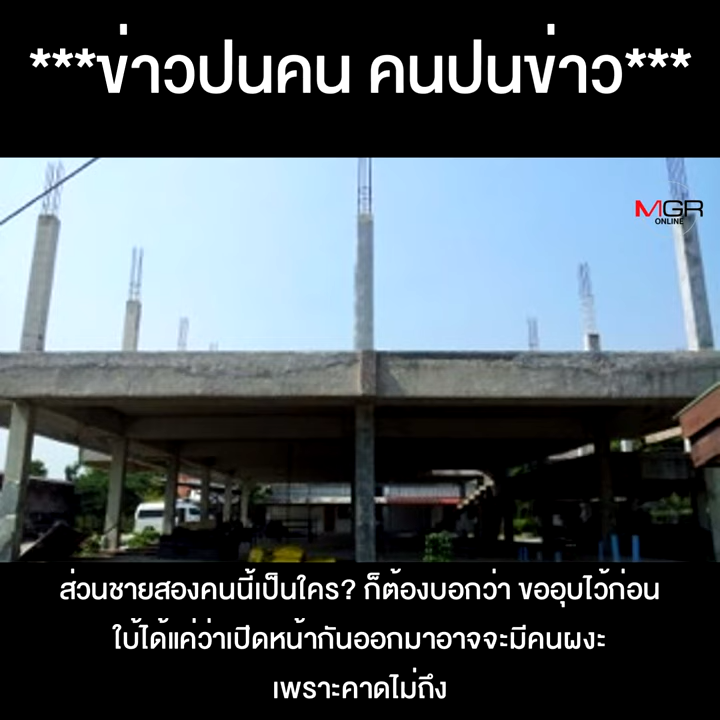 ***ข่าวปนคน คนปนข่าว***
MGR
ONLINE
ส่วนชายสองคนนี้เป็นใคร? ก็ต้องบอกว่า ขออุบไว้ก่อน
ใบ้ได้แค่ว่าเปิดหน้ากันออกมาอาจจะมีคนผงะ
เพราะคาดไม่ถึง